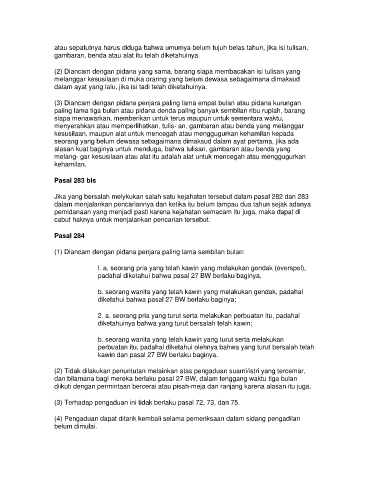 atau sepatutnya harus diduga bahwa umumya belum tujuh belas tahun, jika isi tulisan,
gambaran, benda atau alat itu telah diketahuinya.
(2) Diancam dengan pidana yang sama, barang siapa membacakan isi tulisan yang
melanggar kesusilaan di muka oranng yang belum dewasa sebagaimana dimaksud
dalam ayat yang lalu, jika isi tadi telah diketahuinya.
(3) Diancam dengan pidana penjara paling lama empat bulan atau pidana kurungan
paling lama tiga bulan atau pidana denda paling banyak sembilan ribu rupiah, barang
siapa menawarkan, memberikan untuk terus maupun untuk sementara waktu,
menyerahkan atau memperlihatkan, tulis- an, gambaran atau benda yang melanggar
kesusilaan, maupun alat untuk mencegah atau menggugurkan kehamilan kepada
seorang yang belum dewasa sebagaimana dimaksud dalam ayat pertama, jika ada
alasan kuat baginya untuk menduga, bahwa tulisan, gambaran atau benda yang
melang- gar kesusilaan atau alat itu adalah alat untuk mencegah atau menggugurkan
kehamilan.
Pasal 283 bis
Jika yang bersalah melykukan salah satu kejahatan tersebut dalam pasal 282 dan 283
dalam menjalankan pencariannya dan ketika itu belum lampau dua tahun sejak adanya
pemidanaan yang menjadi pasti karena kejahatan semacam itu juga, maka dapat di
cabut haknya untuk menjalankan pencarian tersebut.
Pasal 284
(1) Diancam dengan pidana penjara paling lama sembilan bulan:
l. a. seorang pria yang telah kawin yang melakukan gendak (overspel),
padahal diketahui bahwa pasal 27 BW berlaku baginya,
b. seorang wanita yang telah kawin yang melakukan gendak, padahal
diketahui bahwa pasal 27 BW berlaku baginya;
2. a. seorang pria yang turut serta melakukan perbuatan itu, padahal
diketahuinya bahwa yang turut bersalah telah kawin;
b. seorang wanita yang telah kawin yang turut serta melakukan
perbuatan itu, padahal diketahui olehnya bahwa yang turut bersalah telah
kawin dan pasal 27 BW berlaku baginya.
(2) Tidak dilakukan penuntutan melainkan atas pengaduan suami/istri yang tercemar,
dan bilamana bagi mereka berlaku pasal 27 BW, dalam tenggang waktu tiga bulan
diikuti dengan permintaan bercerai atau pisah-meja dan ranjang karena alasan itu juga.
(3) Terhadap pengaduan ini tidak berlaku pasal 72, 73, dan 75.
(4) Pengaduan dapat ditarik kembali selama pemeriksaan dalam sidang pengadilan
belum dimulai.